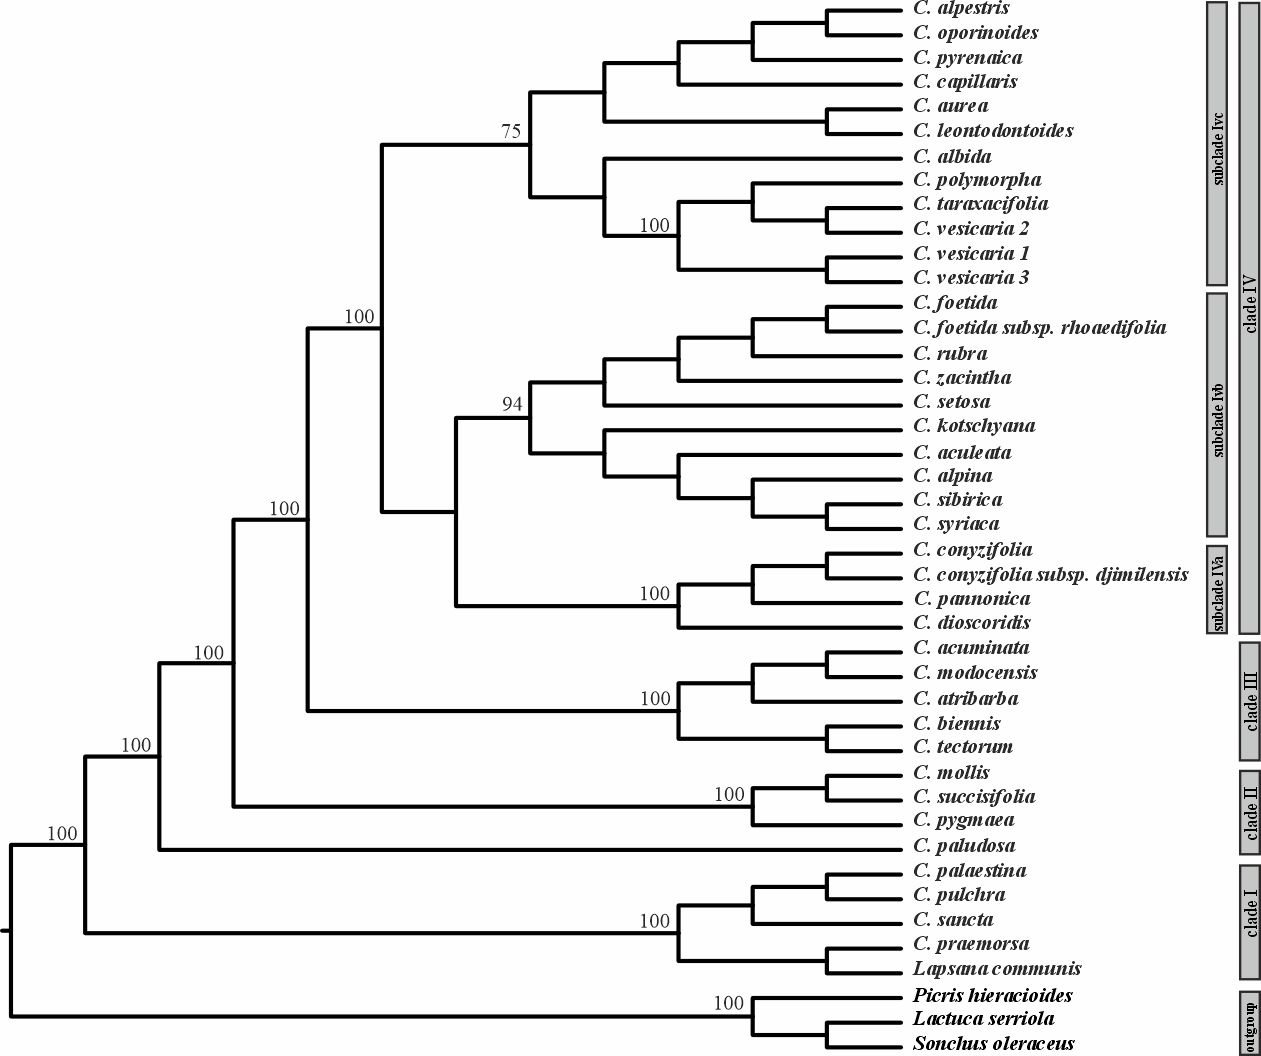 C. alpestris
C. oporinoides
C. pyrenaica
C. capillaris
C. aurea
75
C. leontodontoides
C. albida
C. polymorpha
C. taraxacifolia
100
C. vesicaria 2
C. vesicaria 1
C. vesicaria 3
subclade Ivc
C. foetida
100
C. foetida subsp. rhoaedifolia
C. rubra
C. zacintha
94
C. setosa
C. kotschyana
C. aculeata
C. alpina
C. sibirica
100
C. syriaca
subclade Ivb
C. conyzifolia
C. conyzifolia subsp. djimilensis
100
C. pannonica
C. dioscoridis
subclade IVa
clade IV
C. acuminata
100
C. modocensis
100
C. atribarba
C. biennis
100
C. tectorum
clade III
C. mollis
100
C. succisifolia
C. pygmaea
100
C. paludosa
clade II
C. palaestina
C. pulchra
100
C. sancta
C. praemorsa
Lapsana communis
clade I
100
Picris hieracioides
Lactuca serriola
Sonchus oleraceus
outgroup